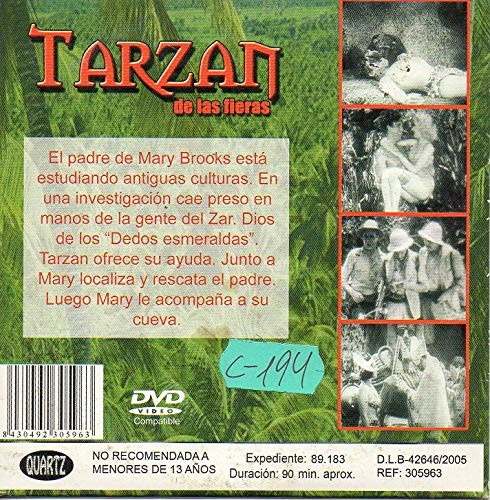 TARZAN
de las fieras
El padre de Mary Brooks está
estudiando antiguas culturas. En
una investigación cae preso en
manos de la gente del Zar. Dios
de los "Dedos esmeraldas".
Tarzan ofrece su ayuda. Junto a
Mary localiza y rescata el padre.
Luego Mary le acompaña a su
cueva.
C-194
DVD
VIDEO
Compatible
8430492305963
QUARTZ
NO RECOMENDADA A
MENORES DE 13 AÑOS
Expediente: 89.183
Duración: 90 min. aprox.
D.L.B-42646/2005
REF: 305963